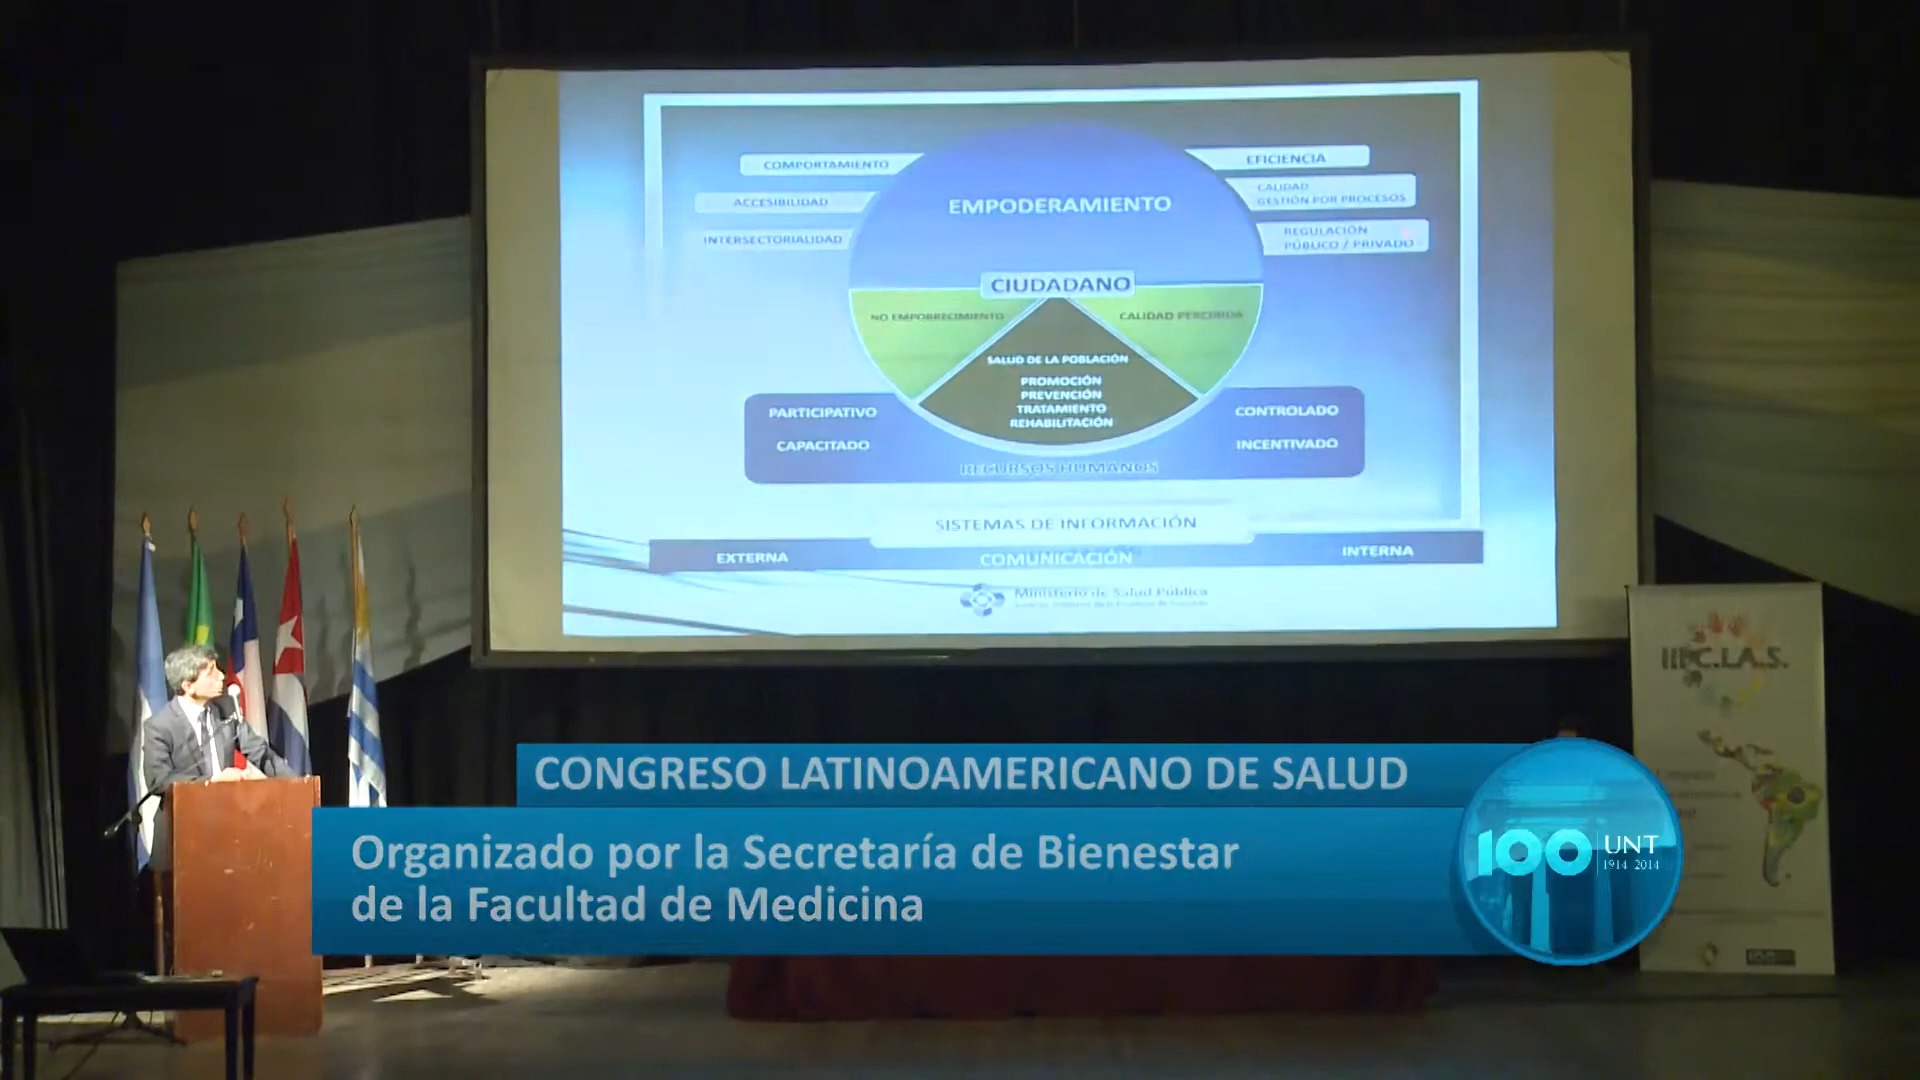 COMPORTAMIENTO
ACCESIBILIDAD
INTERSECTORIALIDAD
EMPODERAMIENTO
EFICIENCIA
CALIDAD
GESTIÓN POR PROCESOS
REGULACIÓN
PÚBLICO / PRIVADO
CIUDADANO
NO EMPOBRECIMIENTO
CALIDAD PERCIBIDA
SALUD DE LA POBLACIÓN
PROMOCIÓN
PREVENCIÓN
TRATAMIENTO
REHABILITACIÓN
PARTICIPATIVO
CAPACITADO
CONTROLADO
INCENTIVADO
RECURSOS HUMANOS
SISTEMAS DE INFORMACIÓN
EXTERNA
COMUNICACIÓN
INTERNA
Ministerio de Salud Pública
III C.L.A.S.
CONGRESO LATINOAMERICANO DE SALUD
Organizado por la Secretaría de Bienestar
de la Facultad de Medicina
100 UNT
1914 2014